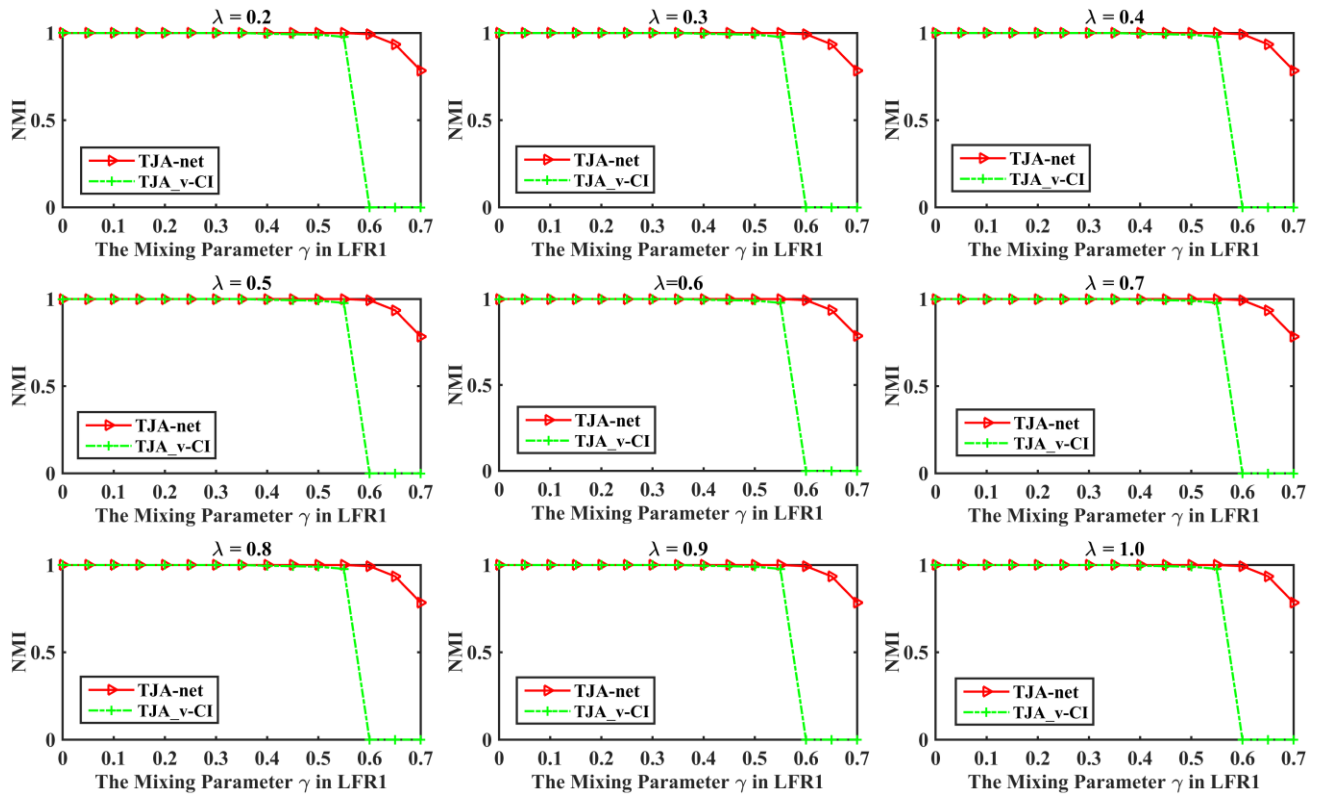 λ = 0.2
λ = 0.3
λ = 0.4
1
1
1
NMI
NMI
NMI
0.5
0.5
0.5
TJA-net
TJA_v-CI
TJA-net
TJA_v-CI
TJA-net
TJA_v-CI
0
0
0
0 0.1 0.2 0.3 0.4 0.5 0.6 0.7
0 0.1 0.2 0.3 0.4 0.5 0.6 0.7
0 0.1 0.2 0.3 0.4 0.5 0.6 0.7
The Mixing Parameter γ in LFR1
The Mixing Parameter γ in LFR1
The Mixing Parameter γ in LFR1
λ = 0.5
λ=0.6
λ = 0.7
1
1
1
NMI
NMI
NMI
0.5
0.5
0.5
TJA-net
TJA_v-CI
TJA-net
TJA_v-CI
TJA-net
TJA_v-CI
0
0
0
0 0.1 0.2 0.3 0.4 0.5 0.6 0.7
0 0.1 0.2 0.3 0.4 0.5 0.6 0.7
0 0.1 0.2 0.3 0.4 0.5 0.6 0.7
The Mixing Parameter γ in LFR1
The Mixing Parameter γ in LFR1
The Mixing Parameter γ in LFR1
λ = 0.8
λ = 0.9
λ = 1.0
1
1
1
NMI
NMI
NMI
0.5
0.5
0.5
TJA-net
TJA_v-CI
TJA-net
TJA_v-CI
TJA-net
TJA_v-CI
0
0
0
0 0.1 0.2 0.3 0.4 0.5 0.6 0.7
0 0.1 0.2 0.3 0.4 0.5 0.6 0.7
0 0.1 0.2 0.3 0.4 0.5 0.6 0.7
The Mixing Parameter γ in LFR1
The Mixing Parameter γ in LFR1
The Mixing Parameter γ in LFR1